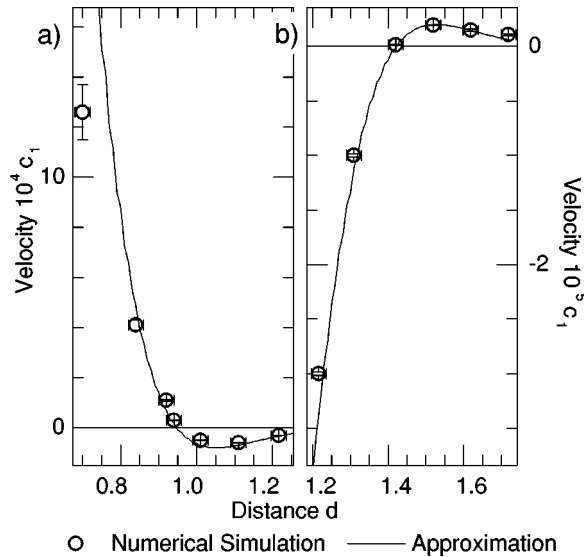 a)
b)
10
0
0
-2
Velocity 10⁴ c₁
Velocity 10⁵ c₁
0.8 1.0 1.2 1.2 1.4 1.6
Distance d
Numerical Simulation Approximation